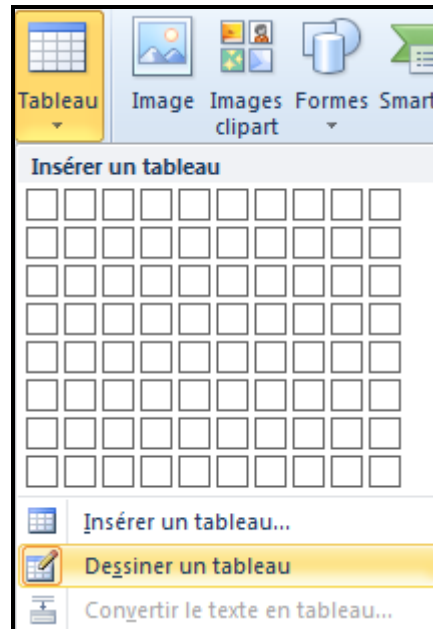 Tableau Image Images clipart Formes Smart
Insérer un tableau
Insérer un tableau...
Dessiner un tableau
Convertir le texte en tableau...